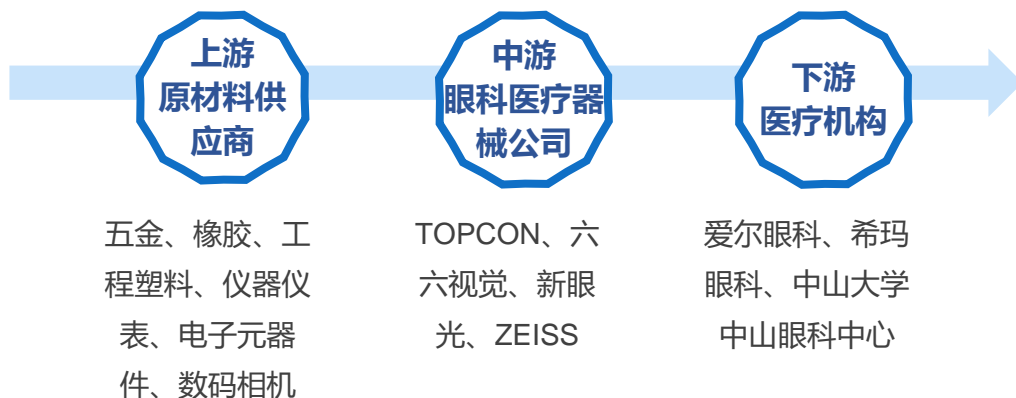 上游
原材料供
应商
中游
眼科医疗器
械公司
下游
医疗机构
五金、橡胶、工
程塑料、仪器仪
表、电子元器
件、数码相机
TOPCON、六
六视觉、新眼
光、ZEISS
爱尔眼科、希玛
眼科、中山大学
中山眼科中心